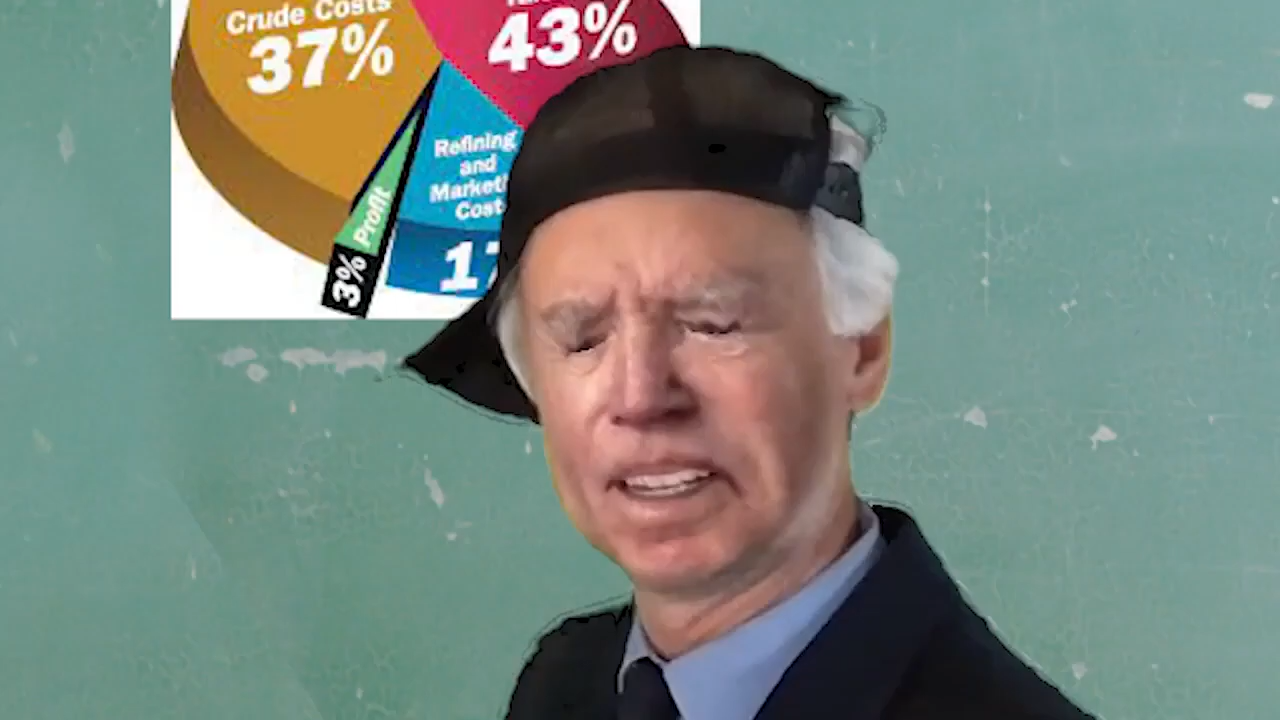 Crude Costs
37%
43%
Refining
and
Profit
3%